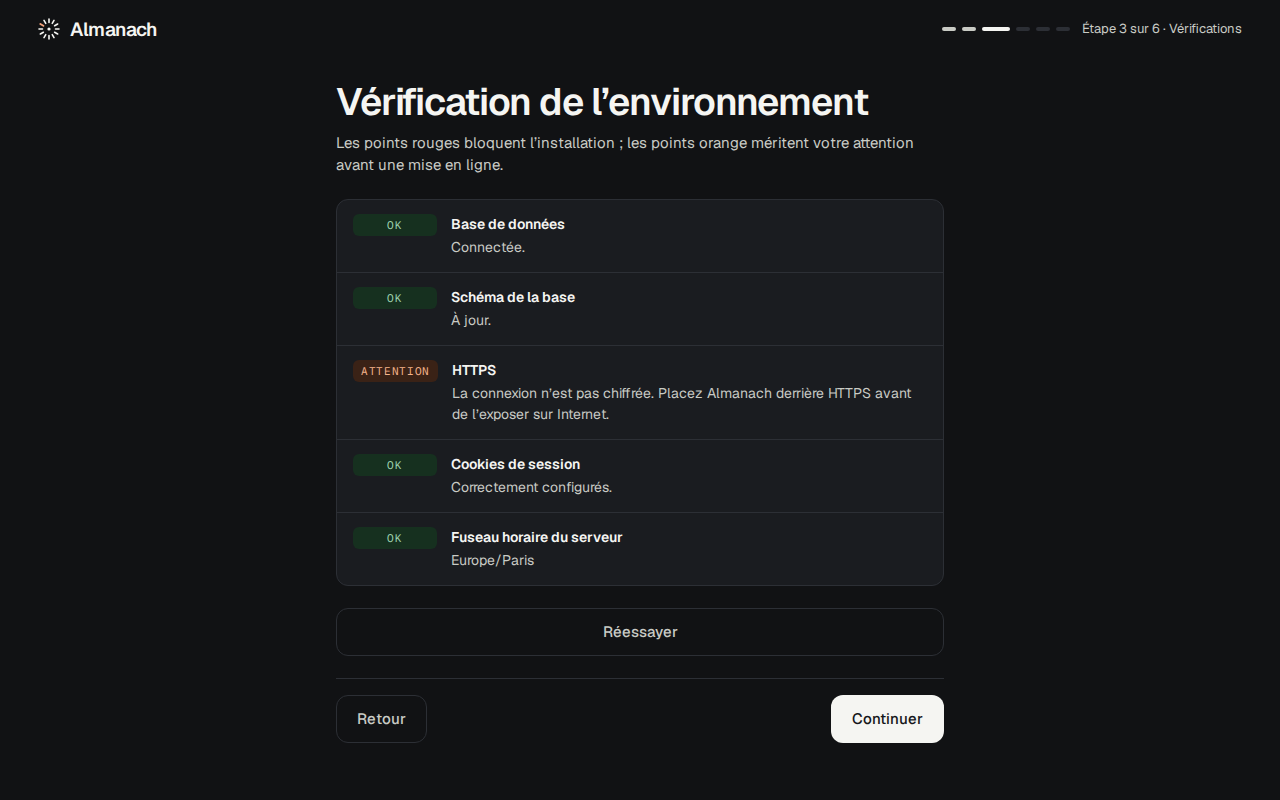 Almanach
Étape 3 sur 6 · Vérifications
Vérification de l’environnement
Les points rouges bloquent l’installation ; les points orange méritent votre attention
avant une mise en ligne.
OK
Base de données
Connectée.
OK
Schéma de la base
À jour.
ATTENTION
HTTPS
La connexion n’est pas chiffrée. Placez Almanach derrière HTTPS avant
de l’exposer sur Internet.
OK
Cookies de session
Correctement configurés.
OK
Fuseau horaire du serveur
Europe/Paris
Réessayer
Retour
Continuer